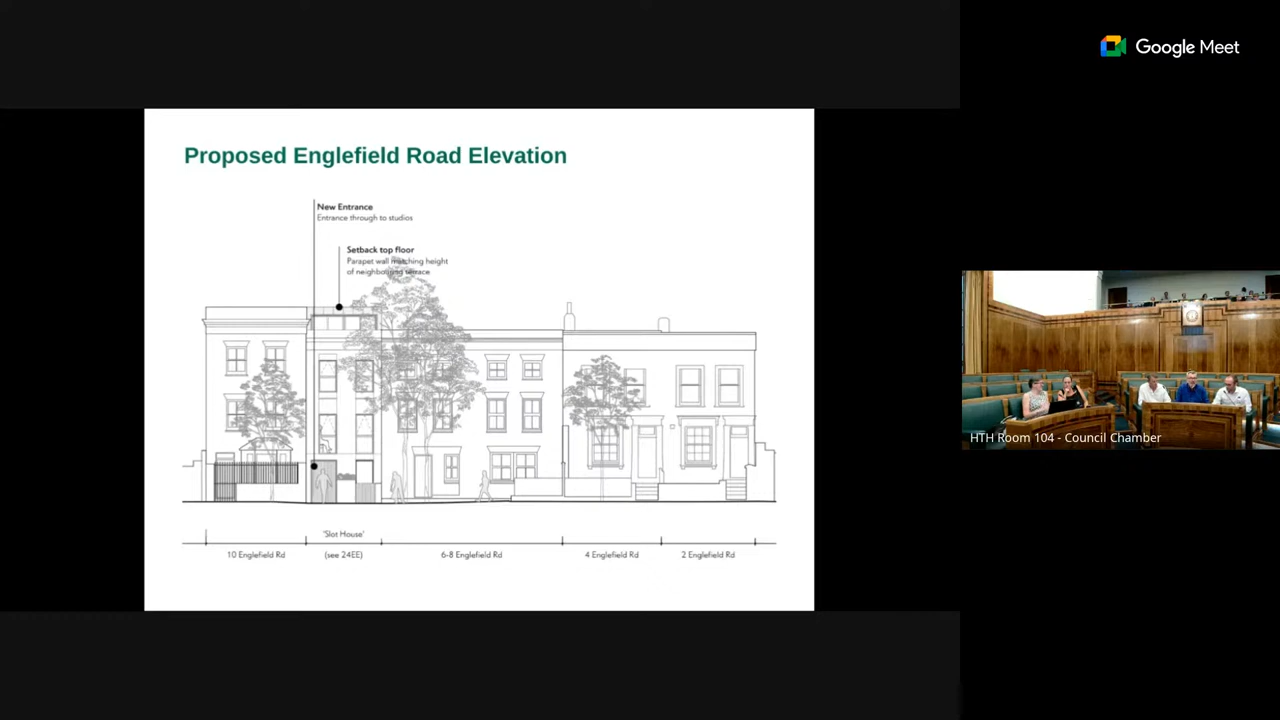 Google Meet
Proposed Englefield Road Elevation
New Entrance
Entrance through to studios
Setback top floor
Parapet wall matching height
of neighbouring terrace
'Slot House'
10 Englefield Rd
(see 24EE)
6-8 Englefield Rd
4 Englefield Rd
2 Englefield Rd
HTH Room 104 - Council Chamber